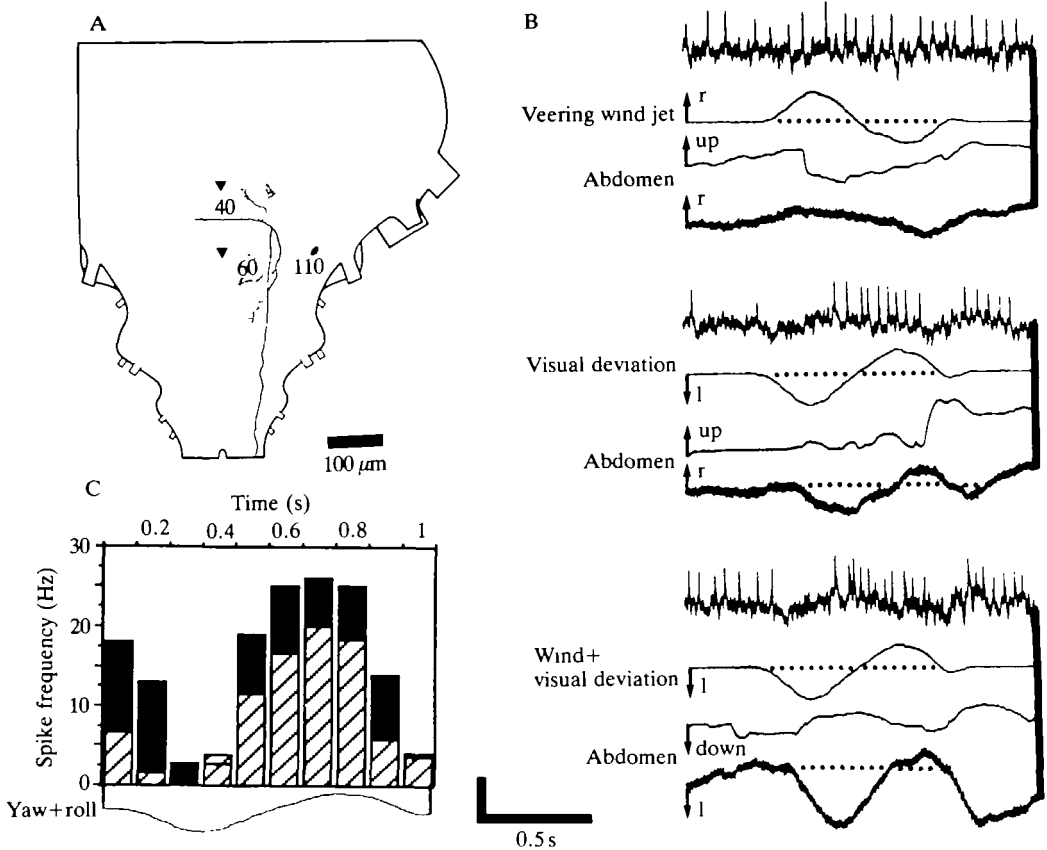 A
40
60
110
100 μm
B
Veering wind jet
r
up
Abdomen
r
Visual deviation
l
up
Abdomen
r
Wind+
visual deviation
l
down
Abdomen
l
0.5 s
C
Time (s)
0.2 0.4 0.6 0.8 1
30
20
10
0
Spike frequency (Hz)
Yaw+roll